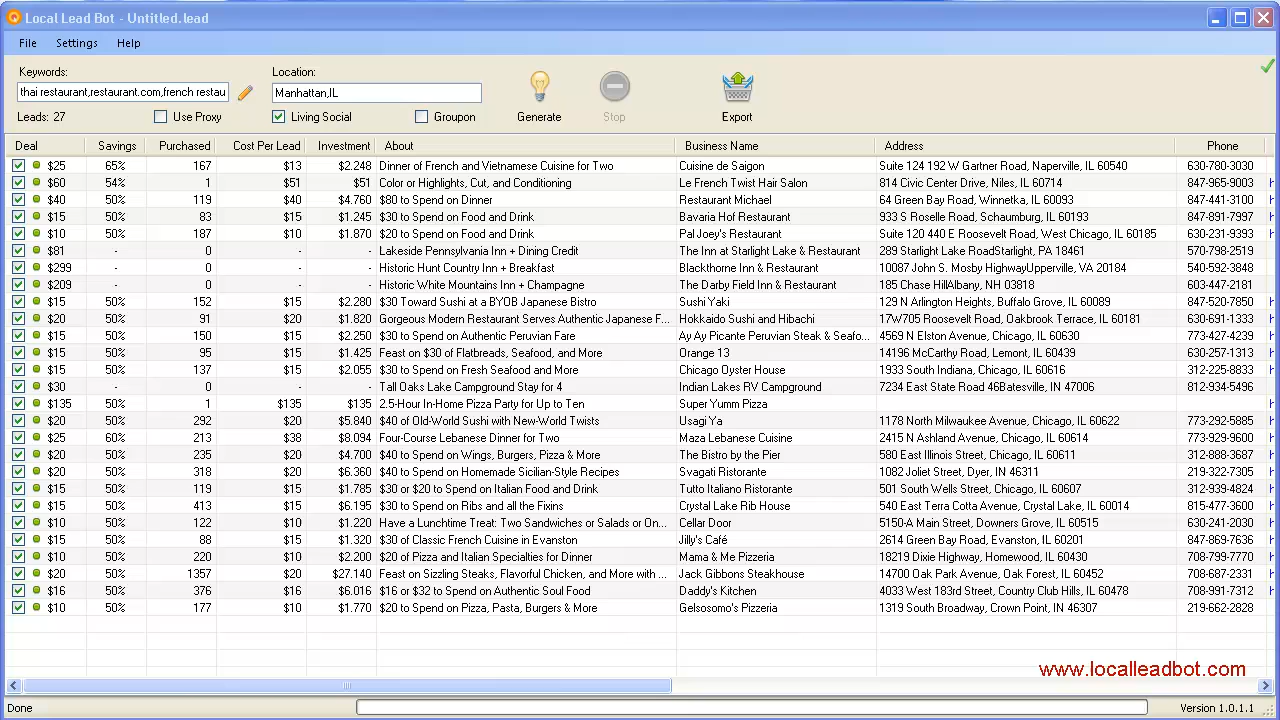 Local Lead Bot - Untitled.lead
File Settings Help
Keywords: Location:
thai restaurant,restaurant.com,french restau Manhattan,IL
Leads: 27 Use Proxy Living Social Groupon Generate Stop Export
Deal Savings Purchased Cost Per Lead Investment About Business Name Address Phone
$25 65% 167 $13 $2.248 Dinner of French and Vietnamese Cuisine for Two Cuisine de Saigon Suite 124 192 W Gartner Road, Naperville, IL 60540 630-780-3030
$60 54% 1 $51 $51 Color or Highlights, Cut, and Conditioning Le French Twist Hair Salon 814 Civic Center Drive, Niles, IL 60714 847-965-9003 h
$40 50% 119 $40 $4.760 $80 to Spend on Dinner Restaurant Michael 64 Green Bay Road, Winnetka, IL 60093 847-441-3100 h
$15 50% 83 $15 $1.245 $30 to Spend on Food and Drink Bavaria Hof Restaurant 933 S Roselle Road, Schaumburg, IL 60193 847-891-7997 h
$10 50% 187 $10 $1.870 $20 to Spend on Food and Drink Pal Joey's Restaurant Suite 120 440 E Roosevelt Road, West Chicago, IL 60185 630-231-9393 h
$81 - 0 - - Lakeside Pennsylvania Inn + Dining Credit The Inn at Starlight Lake & Restaurant 289 Starlight Lake RoadStarlight, PA 18461 570-798-2519
$299 - 0 - - Historic Hunt Country Inn + Breakfast Blackthorne Inn & Restaurant 10087 John S. Mosby HighwayUpperville, VA 20184 540-592-3848
$209 - 0 - - Historic White Mountains Inn + Champagne The Darby Field Inn & Restaurant 185 Chase HillAlbany, NH 03818 603-447-2181
$15 50% 152 $15 $2.280 $30 Toward Sushi at a BYOB Japanese Bistro Sushi Yaki 129 N Arlington Heights, Buffalo Grove, IL 60089 847-520-7850 h
$20 50% 91 $20 $1.820 Gorgeous Modern Restaurant Serves Authentic Japanese F... Hokkaido Sushi and Hibachi 17W705 Roosevelt Road, Oakbrook Terrace, IL 60181 630-691-1333 h
$15 50% 150 $15 $2.250 $30 to Spend on Authentic Peruvian Fare Ay Ay Picante Peruvian Steak & Seafo... 4569 N Elston Avenue, Chicago, IL 60630 773-427-4239 h
$15 50% 95 $15 $1.425 Feast on $30 of Flatbreads, Seafood, and More Orange 13 14196 McCarthy Road, Lemont, IL 60439 630-257-1313 h
$15 50% 137 $15 $2.055 $30 to Spend on Fresh Seafood and More Chicago Oyster House 1933 South Indiana, Chicago, IL 60616 312-225-8833 h
$30 - 0 - - Tall Oaks Lake Campground Stay for 4 Indian Lakes RV Campground 7234 East State Road 46Batesville, IN 47006 812-934-5496
$135 50% 1 $135 $135 2.5-Hour In-Home Pizza Party for Up to Ten Super Yumm Pizza h
$20 50% 292 $20 $5.840 $40 of Old-World Sushi with New-World Twists Usagi Ya 1178 North Milwaukee Avenue, Chicago, IL 60622 773-292-5885 h
$25 60% 213 $38 $8.094 Four-Course Lebanese Dinner for Two Maza Lebanese Cuisine 2415 N Ashland Avenue, Chicago, IL 60614 773-929-9600 h
$20 50% 235 $20 $4.700 $40 to Spend on Wings, Burgers, Pizza & More The Bistro by the Pier 580 East Illinois Street, Chicago, IL 60611 312-888-3687 h
$20 50% 318 $20 $6.360 $40 to Spend on Homemade Sicilian-Style Recipes Svagati Ristorante 1082 Joliet Street, Dyer, IN 46311 219-322-7305 h
$15 50% 119 $15 $1.785 $30 or $20 to Spend on Italian Food and Drink Tutto Italiano Ristorante 501 South Wells Street, Chicago, IL 60607 312-939-4824 h
$15 50% 413 $15 $6.195 $30 to Spend on Ribs and all the Fixins Crystal Lake Rib House 540 East Terra Cotta Avenue, Crystal Lake, IL 60014 815-477-3600 h
$10 50% 122 $10 $1.220 Have a Lunchtime Treat: Two Sandwiches or Salads or On... Cellar Door 5150-A Main Street, Downers Grove, IL 60515 630-241-2030 h
$15 50% 88 $15 $1.320 $30 of Classic French Cuisine in Evanston Jilly's Café 2614 Green Bay Road, Evanston, IL 60201 847-869-7636 h
$10 50% 220 $10 $2.200 $20 of Pizza and Italian Specialties for Dinner Mama & Me Pizzeria 18219 Dixie Highway, Homewood, IL 60430 708-799-7770 h
$20 50% 1357 $20 $27.140 Feast on Sizzling Steaks, Flavorful Chicken, and More with ... Jack Gibbons Steakhouse 14700 Oak Park Avenue, Oak Forest, IL 60452 708-687-2331 h
$16 50% 376 $16 $6.016 $16 or $32 to Spend on Authentic Soul Food Daddy's Kitchen 4033 West 183rd Street, Country Club Hills, IL 60478 708-991-7312 h
$10 50% 177 $10 $1.770 $20 to Spend on Pizza, Pasta, Burgers & More Gelsosomo's Pizzeria 1319 South Broadway, Crown Point, IN 46307 219-662-2828
www.localleadbot.com
Done Version 1.0.1.1